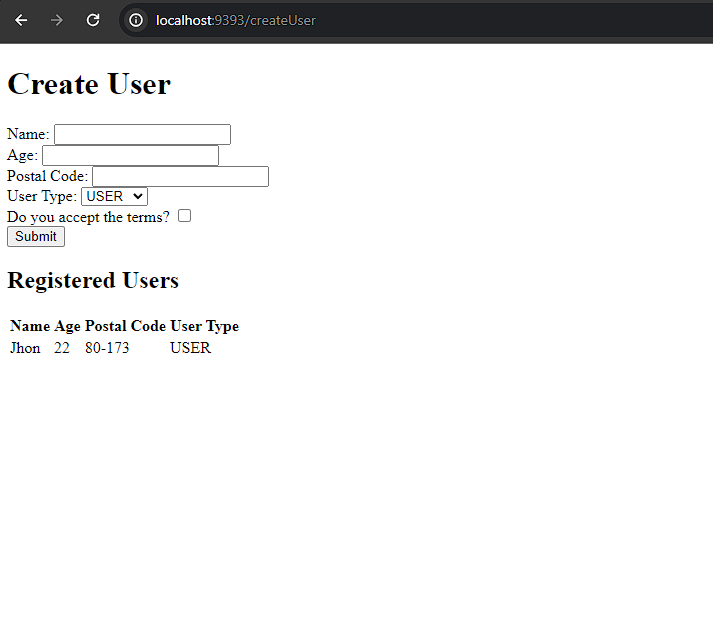 localhost:9393/createUser
Create User
Name:
Age:
Postal Code:
User Type: USER
Do you accept the terms?
Submit
Registered Users
Name Age Postal Code User Type
Jhon 22 80-173 USER